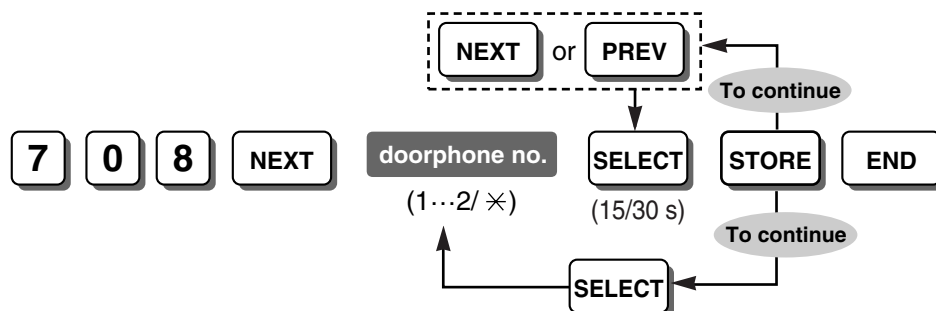 NEXT or PREV
To continue
7 0 8 NEXT doorphone no. SELECT STORE END
(1···2/ ✳) (15/30 s)
To continue
SELECT